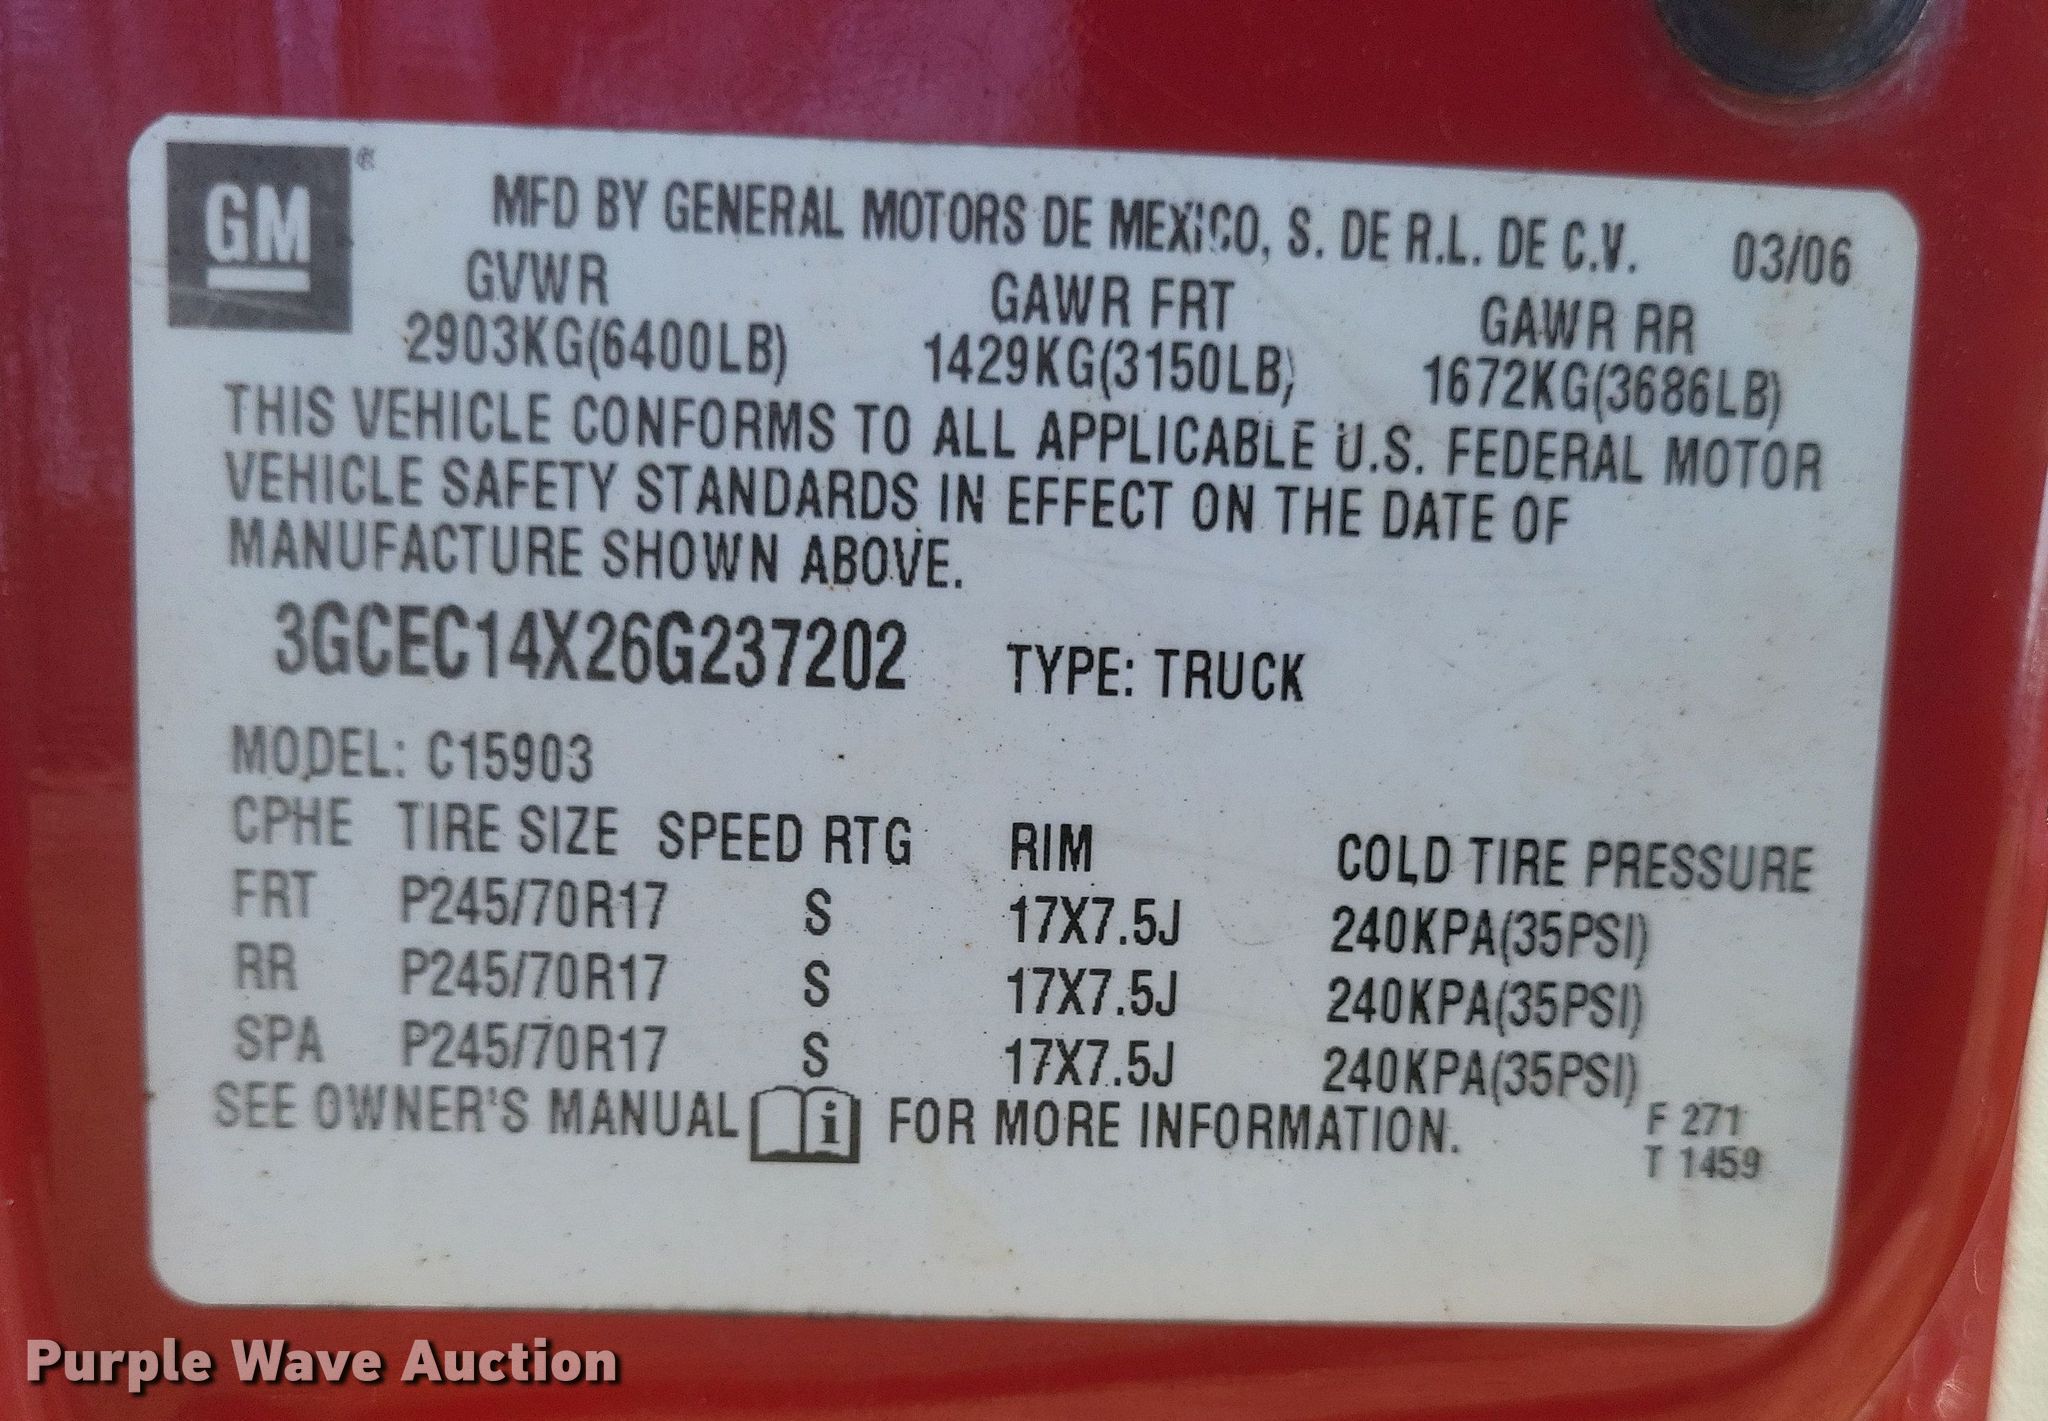 GM ®
MFD BY GENERAL MOTORS DE MEXICO, S. DE R.L. DE C.V. 03/06
GVWR GAWR FRT GAWR RR
2903KG(6400LB) 1429KG(3150LB) 1672KG(3686LB)
THIS VEHICLE CONFORMS TO ALL APPLICABLE U.S. FEDERAL MOTOR
VEHICLE SAFETY STANDARDS IN EFFECT ON THE DATE OF
MANUFACTURE SHOWN ABOVE.
3GCEC14X26G237202 TYPE: TRUCK
MODEL: C15903
CPHE TIRE SIZE SPEED RTG RIM COLD TIRE PRESSURE
FRT P245/70R17 S 17X7.5J 240KPA(35PSI)
RR P245/70R17 S 17X7.5J 240KPA(35PSI)
SPA P245/70R17 S 17X7.5J 240KPA(35PSI)
SEE OWNER'S MANUAL i FOR MORE INFORMATION.
F 271
T 1459
Purple Wave Auction